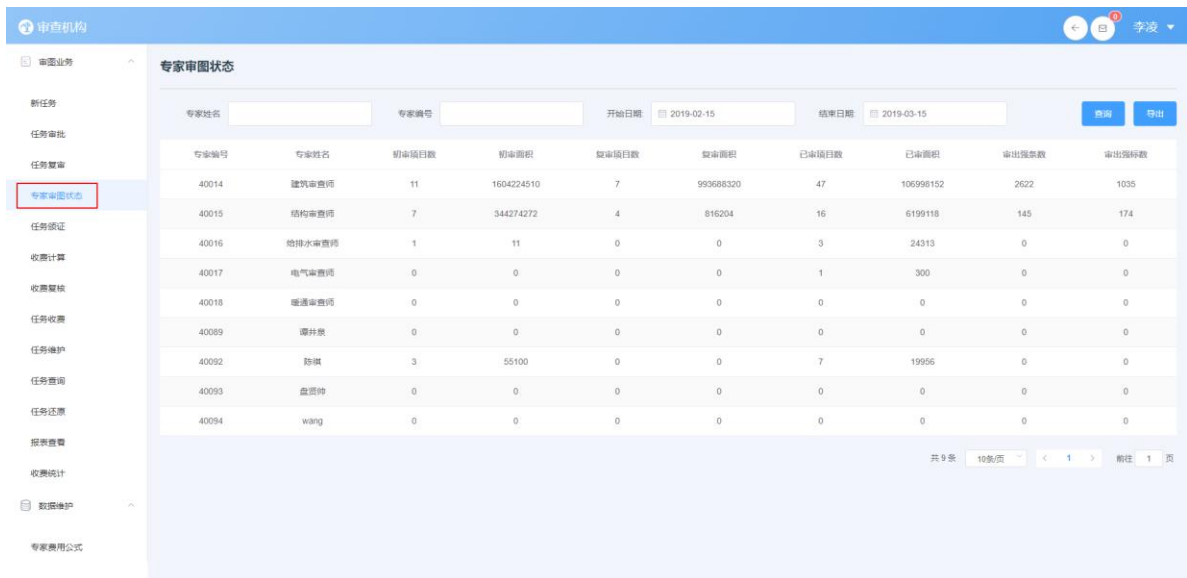 审查机构
0
李凌
审图业务
新任务
任务审批
任务复审
专家审图状态
任务领证
收费计算
收费复核
任务收费
任务维护
任务查询
任务还原
报表查看
收费统计
数据维护
专家费用公式
专家审图状态
专家姓名 专家编号 开始日期 2019-02-15 结束日期 2019-03-15 查询 导出
专家编号 专家姓名 初审项目数 初审面积 复审项目数 复审面积 已审项目数 已审面积 审出强条数 审出强标数
40014 建筑审查师 11 1604224510 7 993688320 47 106998152 2622 1035
40015 结构审查师 7 344274272 4 816204 16 6199118 145 174
40016 给排水审查师 1 11 0 0 3 24313 0 0
40017 电气审查师 0 0 0 0 1 300 0 0
40018 暖通审查师 0 0 0 0 0 0 0 0
40089 谭井泉 0 0 0 0 0 0 0 0
40092 陈祺 3 55100 0 0 7 19956 0 0
40093 盘贤帅 0 0 0 0 0 0 0 0
40094 wang 0 0 0 0 0 0 0 0
共 9 条 10条/页 1 前往 1 页